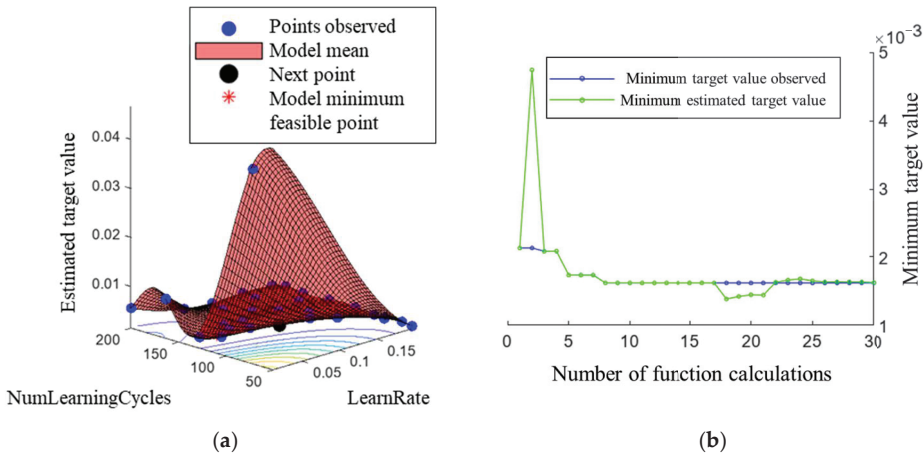 Points observed
Model mean
Next point
Model minimum
feasible point
Estimated target value
0.04
0.03
0.02
0.01
200
150
100
50
0.05
0.1
0.15
NumLearningCycles
LearnRate
(a)
×10⁻³
Minimum target value observed
Minimum estimated target value
5
4
3
2
1
Minimum target value
0
5
10
15
20
25
30
Number of function calculations
(b)